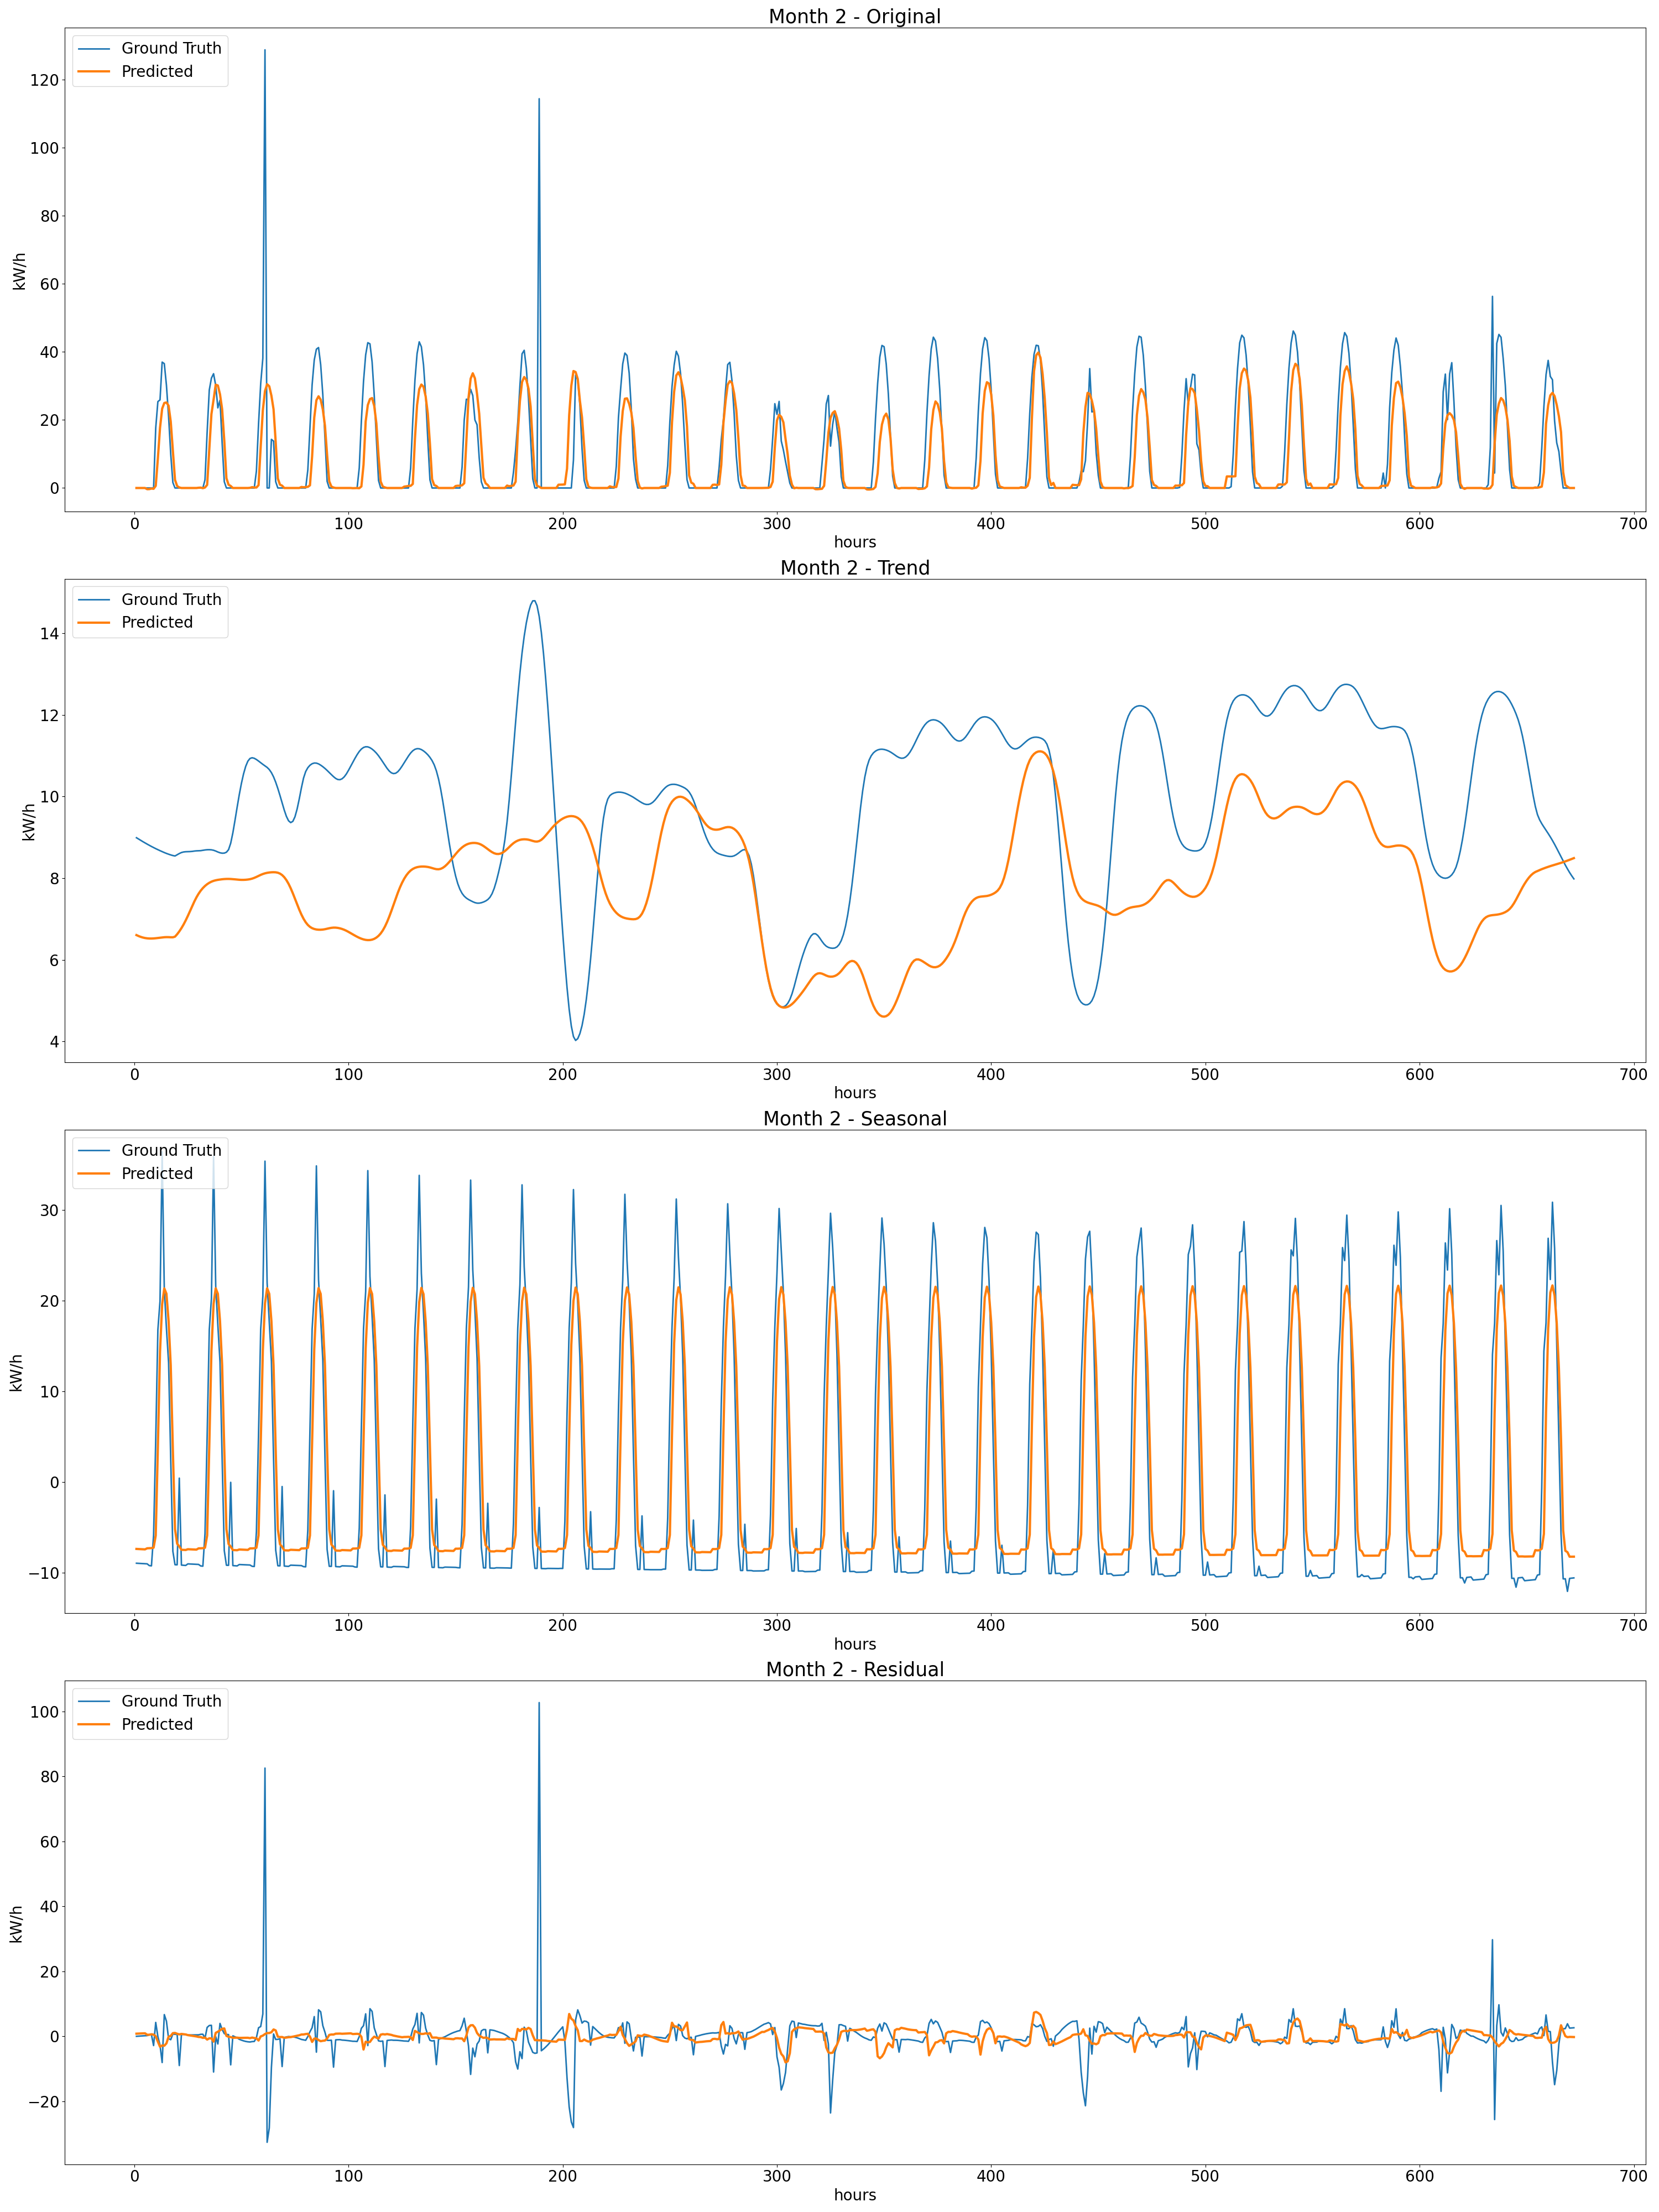 Month 2 - Original
Ground Truth
Predicted
120
100
80
60
40
20
0
kW/h
0 100 200 300 400 500 600 700
hours
Month 2 - Trend
Ground Truth
Predicted
14
12
10
8
6
4
kW/h
0 100 200 300 400 500 600 700
hours
Month 2 - Seasonal
Ground Truth
Predicted
30
20
10
0
−10
kW/h
0 100 200 300 400 500 600 700
hours
Month 2 - Residual
Ground Truth
Predicted
100
80
60
40
20
0
−20
kW/h
0 100 200 300 400 500 600 700
hours